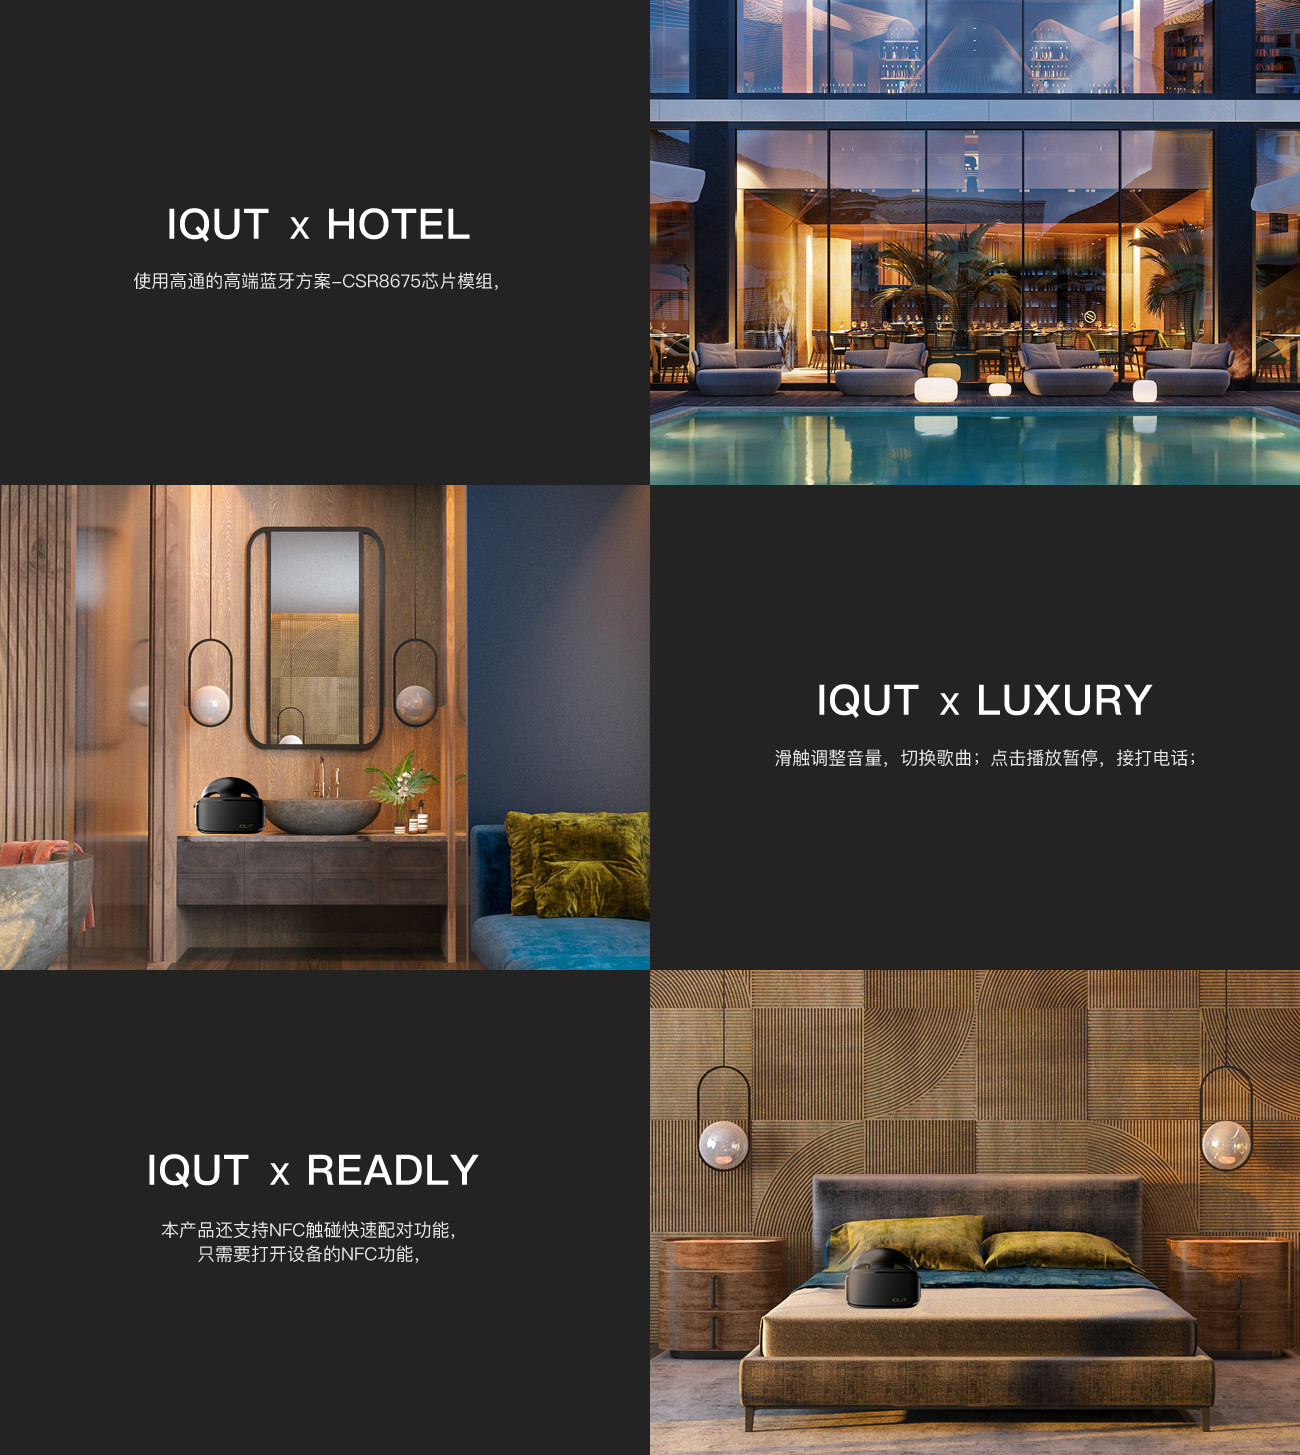 IQUT x HOTEL
使用高通的高端蓝牙方案-CSR8675芯片模组，
IQUT x LUXURY
滑触调整音量，切换歌曲；点击播放暂停，接打电话；
IQUT
IQUT x READLY
本产品还支持NFC触碰快速配对功能，
只需要打开设备的NFC功能，
IQUT